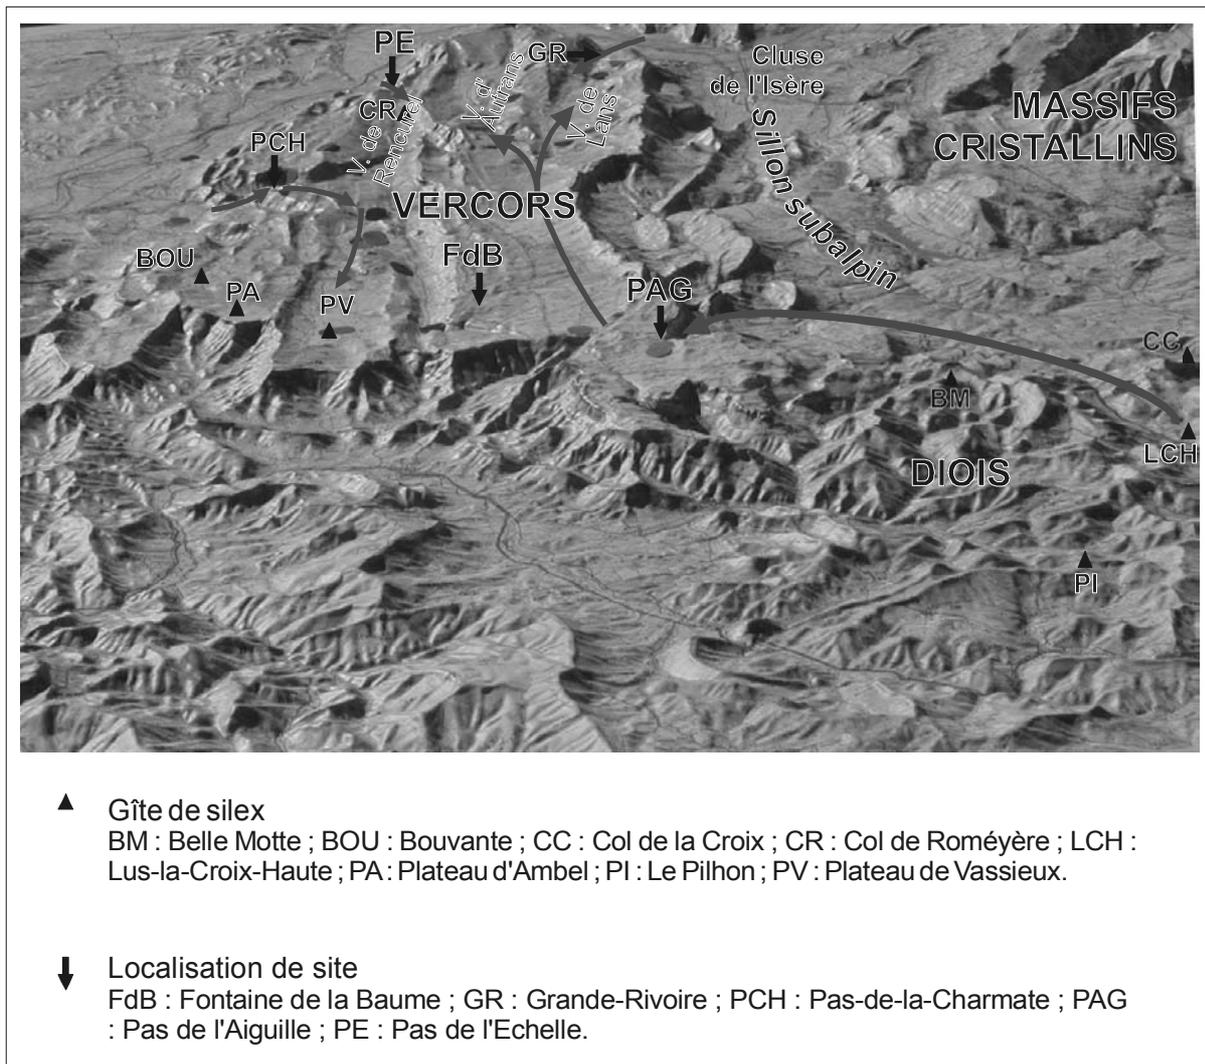 PE
GR
Cluse
de l'Isère
MASSIFS
CRISTALLINS
CR
V. d'
Autrans
V. de
Lans
PCH
V. de
Rencurel
Sillon subalpin
VERCORS
BOU
FdB
PA
PV
PAG
CC
BM
LCH
DIOIS
PI
Gîte de silex
BM : Belle Motte ; BOU : Bouvante ; CC : Col de la Croix ; CR : Col de Roméyère ; LCH :
Lus-la-Croix-Haute ; PA : Plateau d'Ambel ; PI : Le Pilhon ; PV : Plateau de Vassieux.
Localisation de site
FdB : Fontaine de la Baume ; GR : Grande-Rivoire ; PCH : Pas-de-la-Charmate ; PAG
: Pas de l'Aiguille ; PE : Pas de l'Echelle.